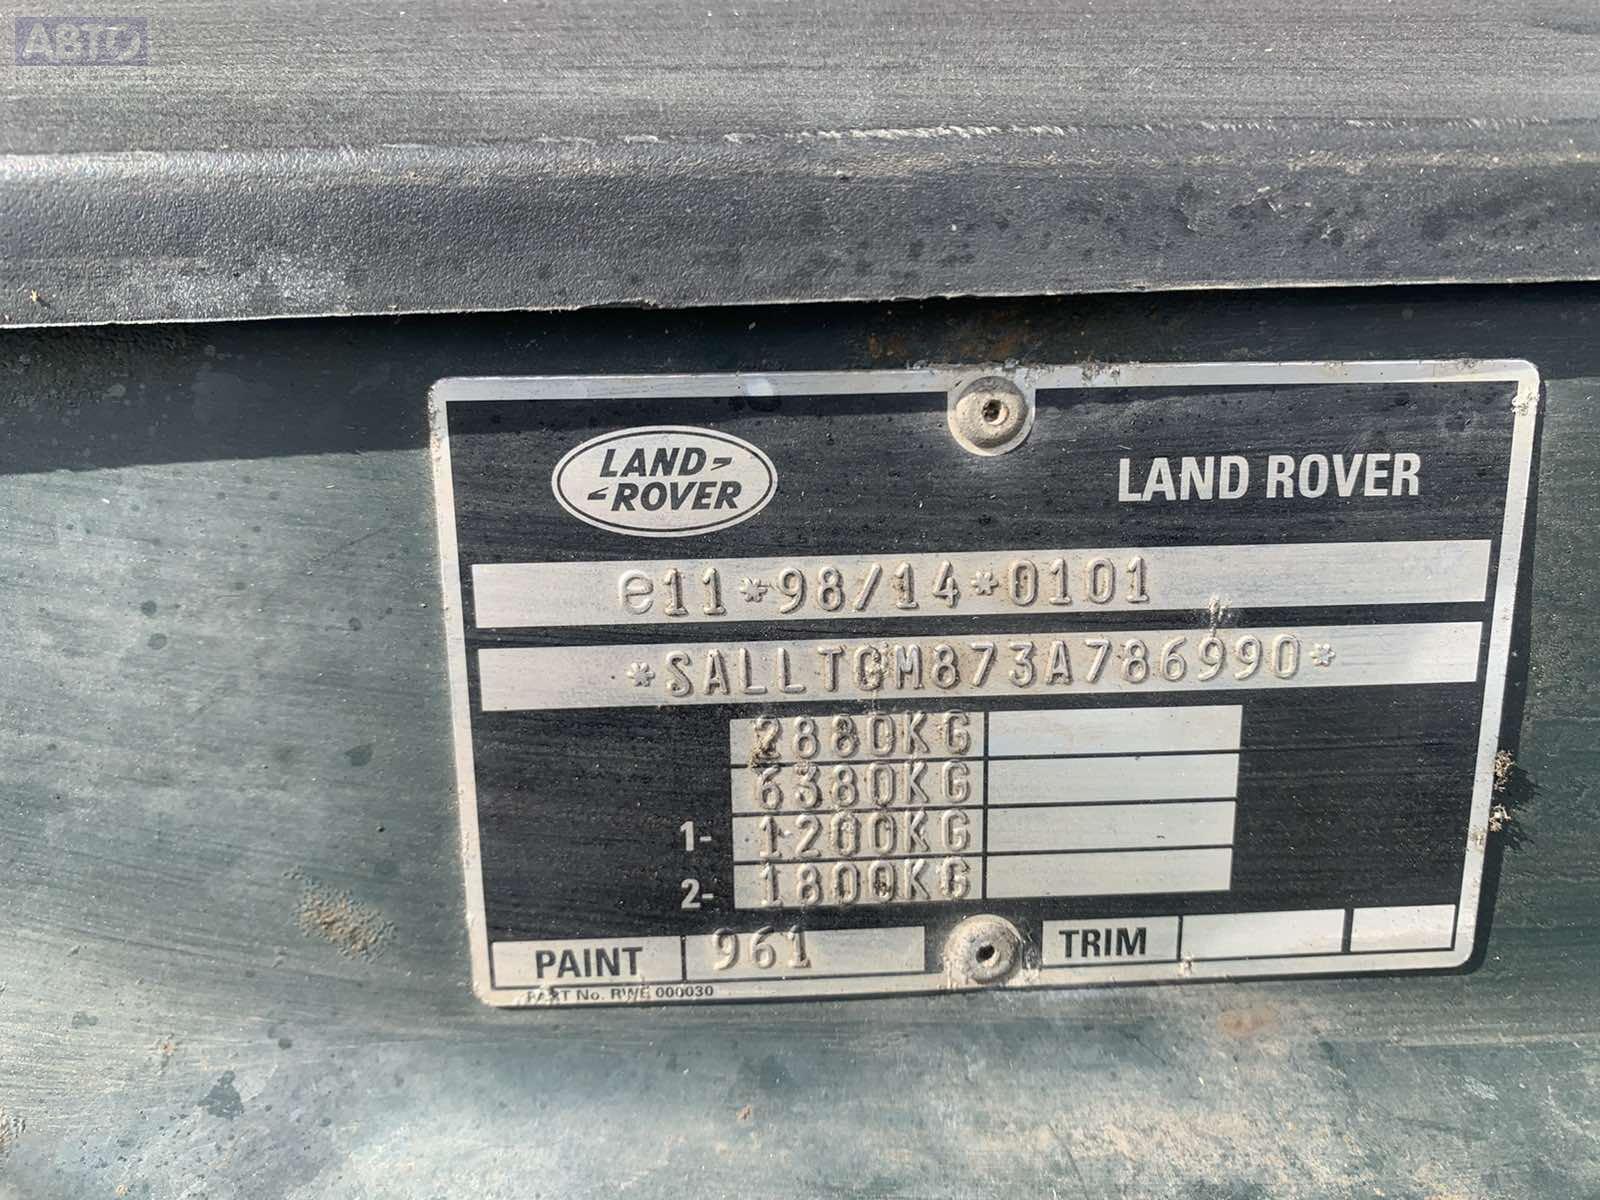 АВТО
LAND-
-ROVER
LAND ROVER
e11*98/14*0101
*SALLTGM873A786990*
2880KG
6380KG
1- 1200KG
2- 1800KG
PAINT 961 TRIM
PART No. RWE 000030